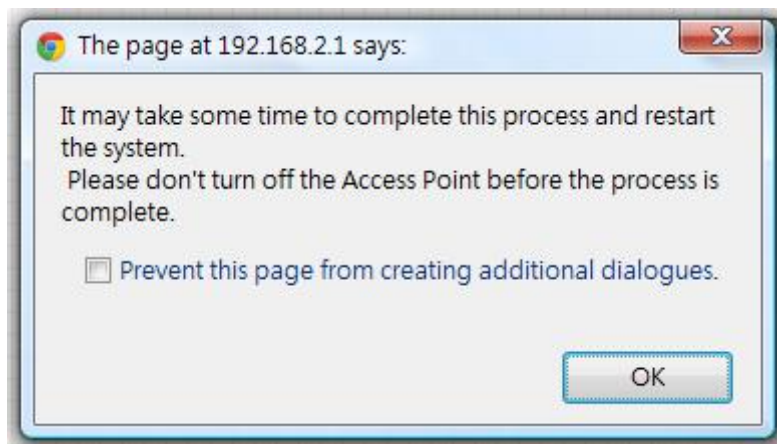 The page at 192.168.2.1 says:
It may take some time to complete this process and restart
the system.
Please don't turn off the Access Point before the process is
complete.
Prevent this page from creating additional dialogues.
OK